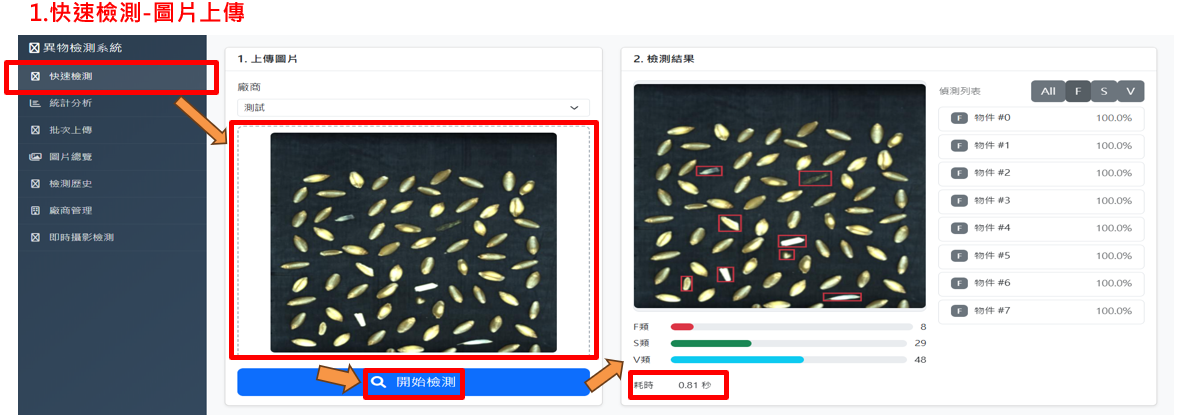 1.快速檢測-圖片上傳
異物檢測系統
快速檢測
統計分析
批次上傳
圖片總覽
檢測歷史
廠商管理
即時攝影檢測
1. 上傳圖片
廠商
測試
開始檢測
2. 檢測結果
偵測列表
All F S V
F 物件 #0 100.0%
F 物件 #1 100.0%
F 物件 #2 100.0%
F 物件 #3 100.0%
F 物件 #4 100.0%
F 物件 #5 100.0%
F 物件 #6 100.0%
F 物件 #7 100.0%
F類 8
S類 29
V類 48
耗時 0.81 秒